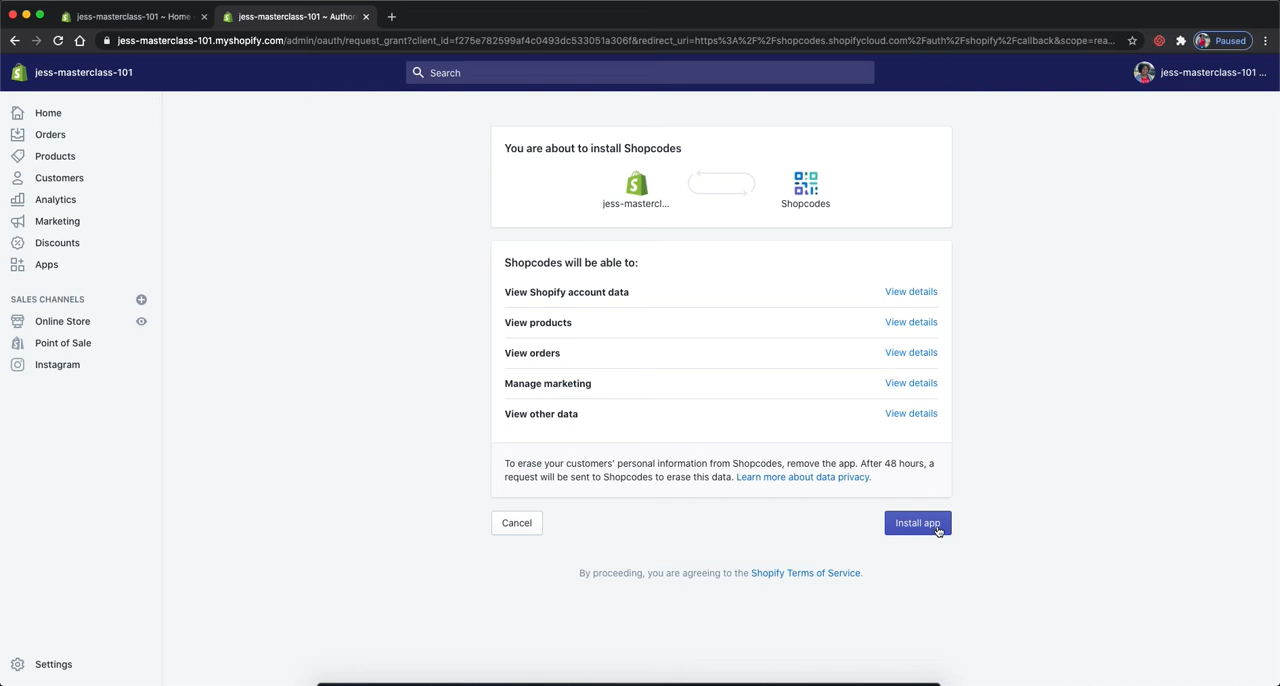 jess-masterclass-101 ~ Home
jess-masterclass-101 ~ Author
jess-masterclass-101.myshopify.com/admin/oauth/request_grant?client_id=f275e782599af4c0493dc533051a306f&redirect_uri=https%3A%2F%2Fshopcodes.shopifycloud.com%2Fauth%2Fshopify%2Fcallback&scope=rea...
Paused
jess-masterclass-101
Search
jess-masterclass-101 ...
Home
Orders
Products
Customers
Analytics
Marketing
Discounts
Apps
SALES CHANNELS
Online Store
Point of Sale
Instagram
Settings
You are about to install Shopcodes
jess-mastercl...
Shopcodes
Shopcodes will be able to:
View Shopify account data View details
View products View details
View orders View details
Manage marketing View details
View other data View details
To erase your customers' personal information from Shopcodes, remove the app. After 48 hours, a
request will be sent to Shopcodes to erase this data. Learn more about data privacy.
Cancel
Install app
By proceeding, you are agreeing to the Shopify Terms of Service.